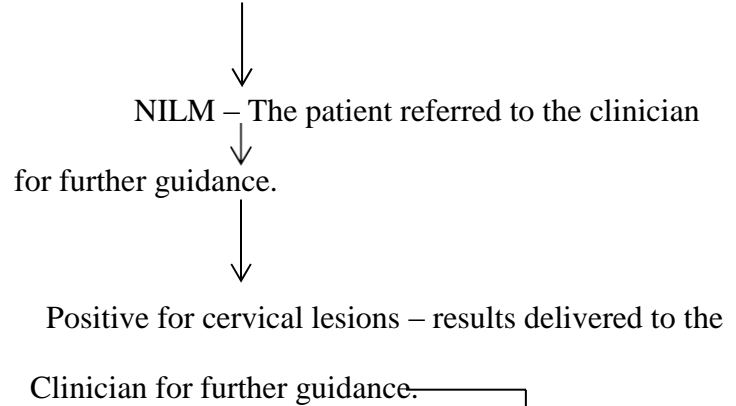 NILM – The patient referred to the clinician
for further guidance.
Positive for cervical lesions – results delivered to the
Clinician for further guidance.